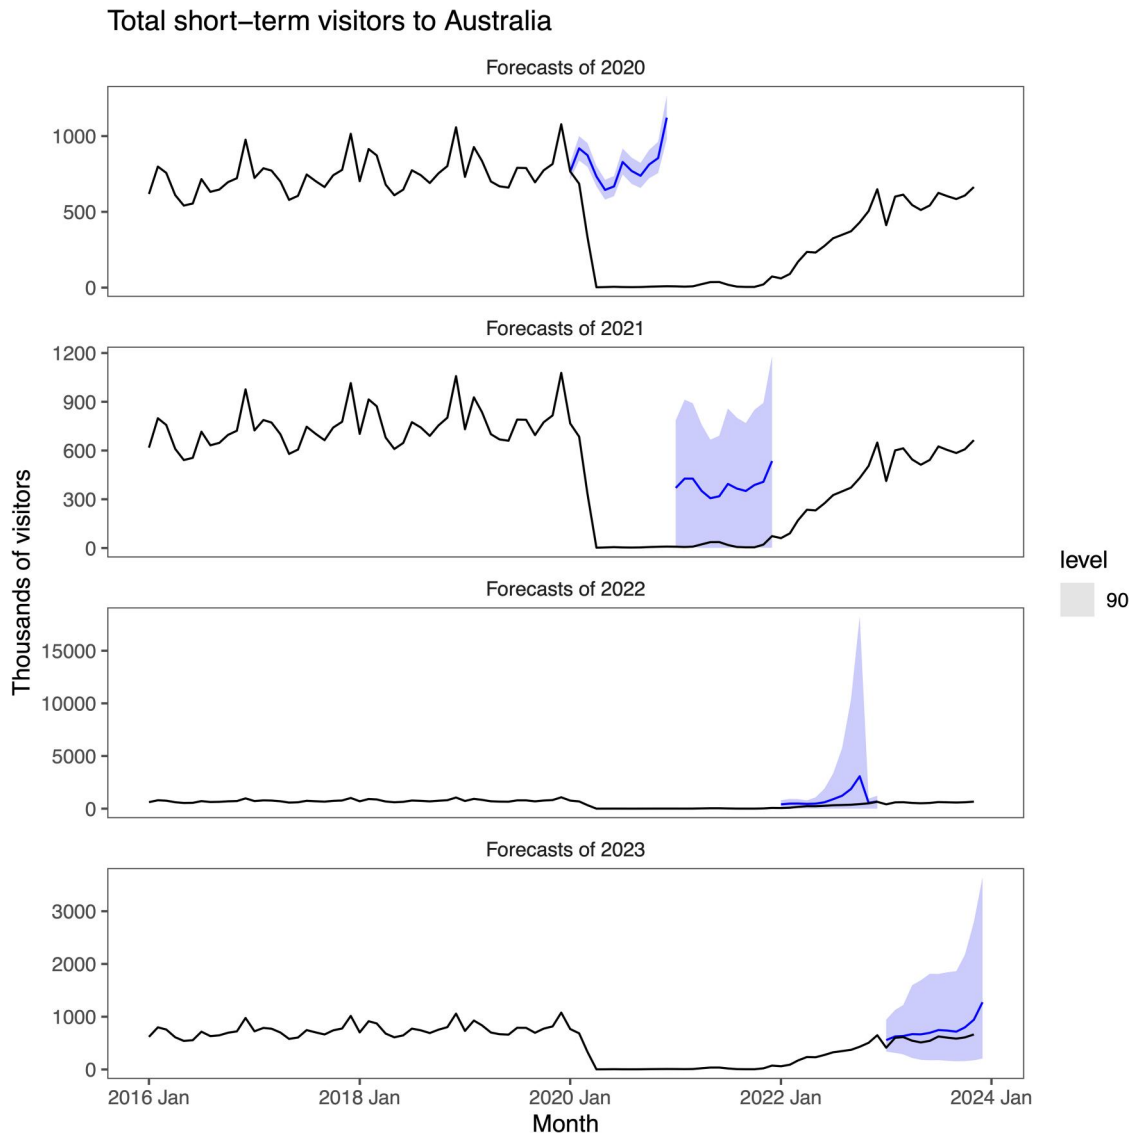 Total short–term visitors to Australia
Forecasts of 2020
1000
500
0
Forecasts of 2021
1200
900
600
300
0
Forecasts of 2022
15000
10000
5000
0
Forecasts of 2023
3000
2000
1000
0
2016 Jan
2018 Jan
2020 Jan
2022 Jan
2024 Jan
Month
Thousands of visitors
level
90